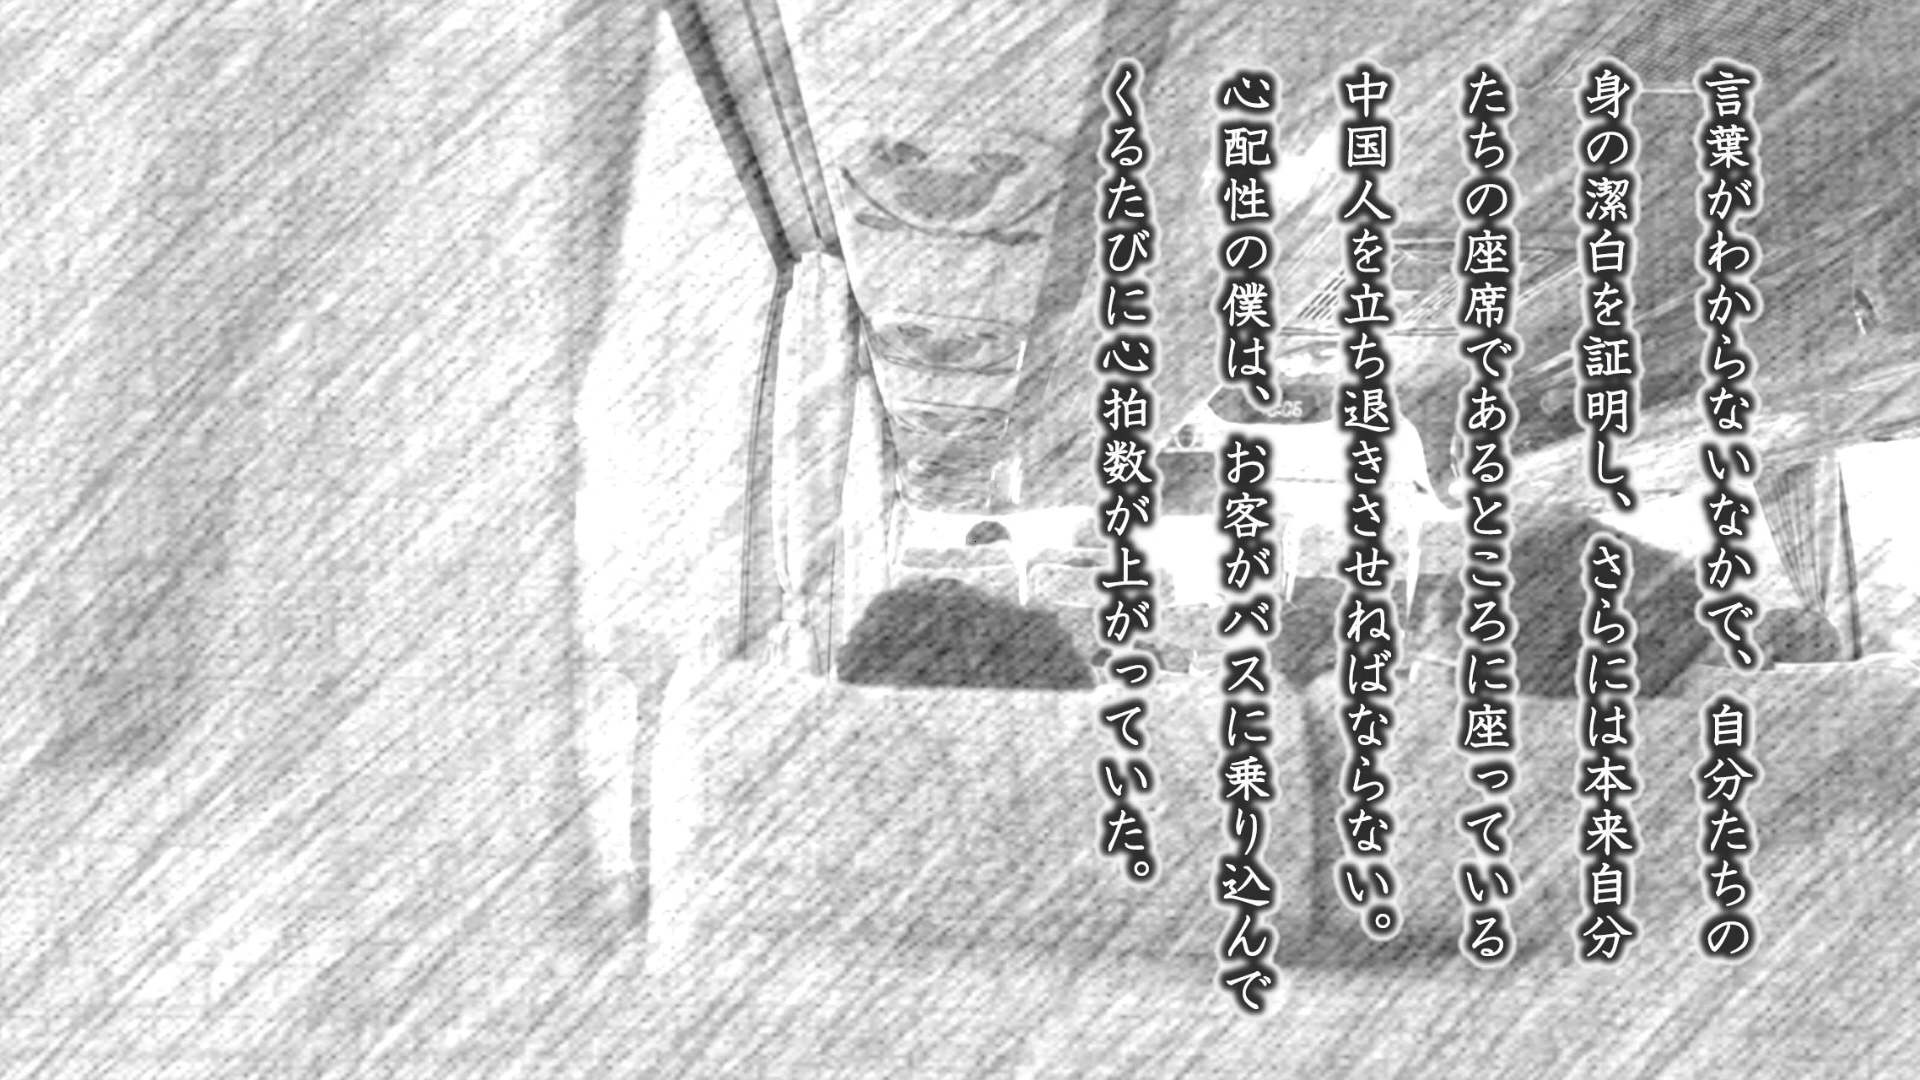 言葉がわからないなかで、自分たちの
身の潔白を証明し、さらには本来自分
たちの座席であるところに座っている
中国人を立ち退きさせねばならない。
心配性の僕は、お客がバスに乗り込んで
くるたびに心拍数が上がっていた。